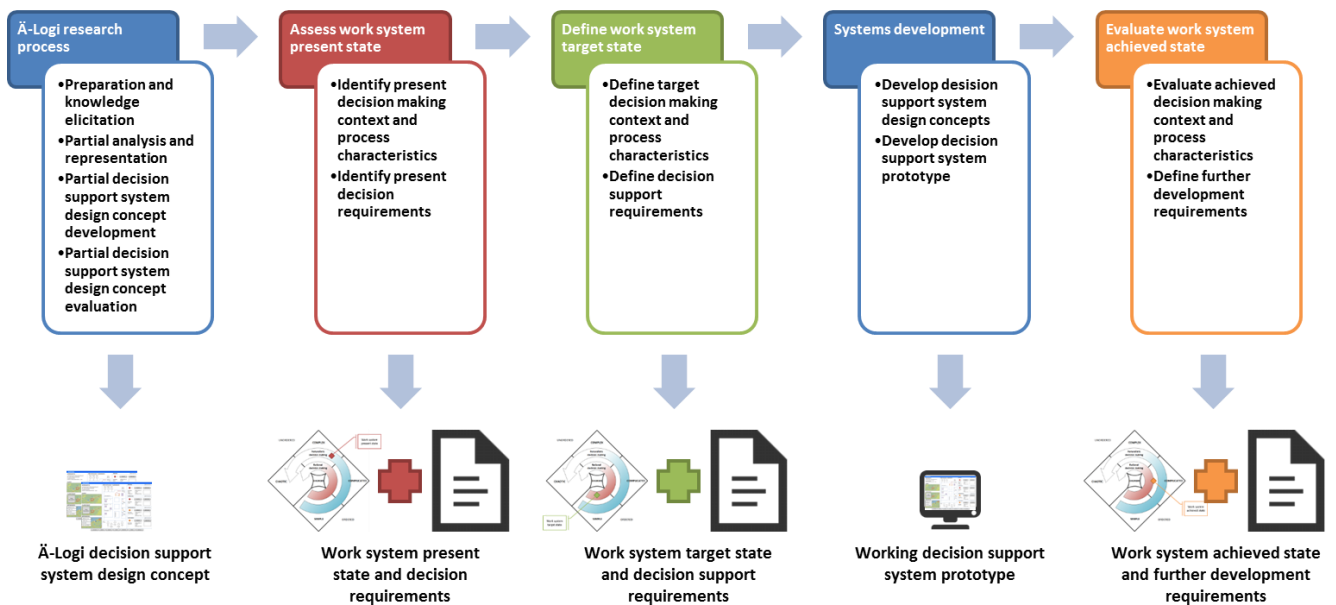 Ä-Logi research
process
•Preparation and
knowledge
elicitation
•Partial analysis and
representation
•Partial decision
support system
design concept
development
•Partial decision
support system
design concept
evaluation
Assess work system
present state
•Identify present
decision making
context and
process
characteristics
•Identify present
decision
requirements
Define work system
target state
•Define target
decision making
context and
process
characteristics
•Define decision
support
requirements
Systems development
•Develop desision
support system
design concepts
•Develop decision
support system
prototype
Evaluate work system
achieved state
•Evaluate achieved
decision making
context and
process
characteristics
•Define further
development
requirements
Ä-Logi decision support
system design concept
Work system present
state and decision
requirements
Work system target state
and decision support
requirements
Working decision support
system prototype
Work system achieved state
and further development
requirements